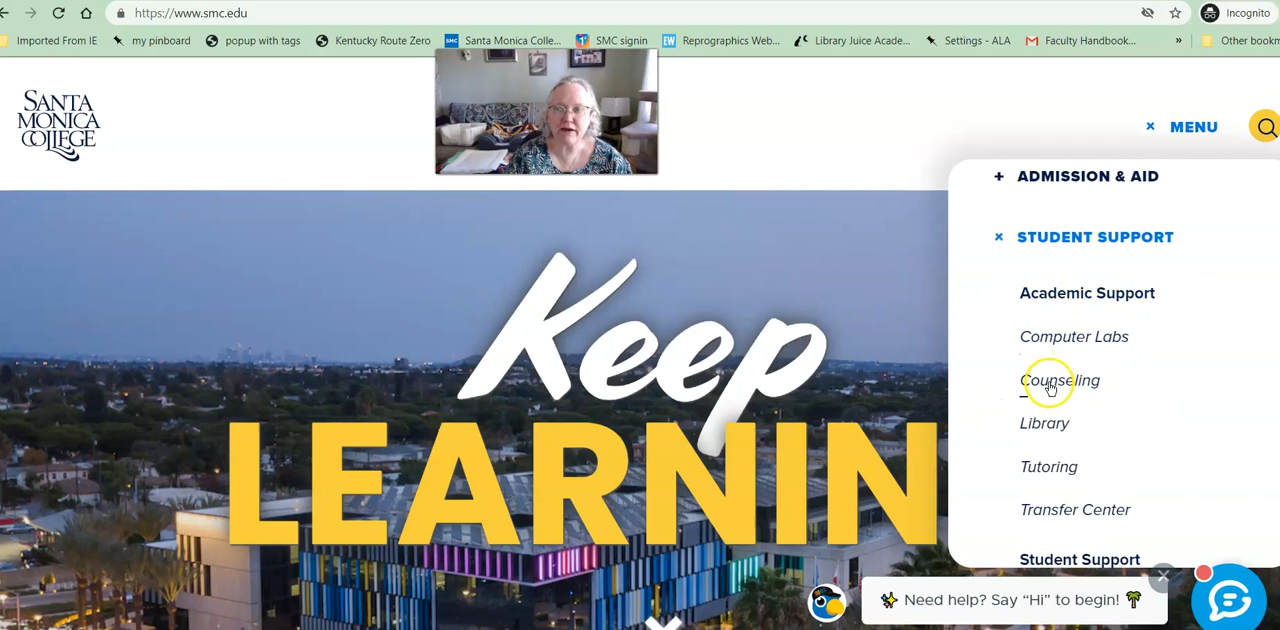 https://www.smc.edu
Incognito
Imported From IE
my pinboard
popup with tags
Kentucky Route Zero
SMC
Santa Monica Colle...
SMC signin
EW
Reprographics Web...
Library Juice Acade...
Settings - ALA
Faculty Handbook...
»
Other bookm
SANTA
MONICA
COLLEGE
× MENU
+ ADMISSION & AID
× STUDENT SUPPORT
Academic Support
Computer Labs
Counseling
Library
Tutoring
Transfer Center
Student Support
Keep
LEARNIN
✨ Need help? Say “Hi” to begin! 🌴